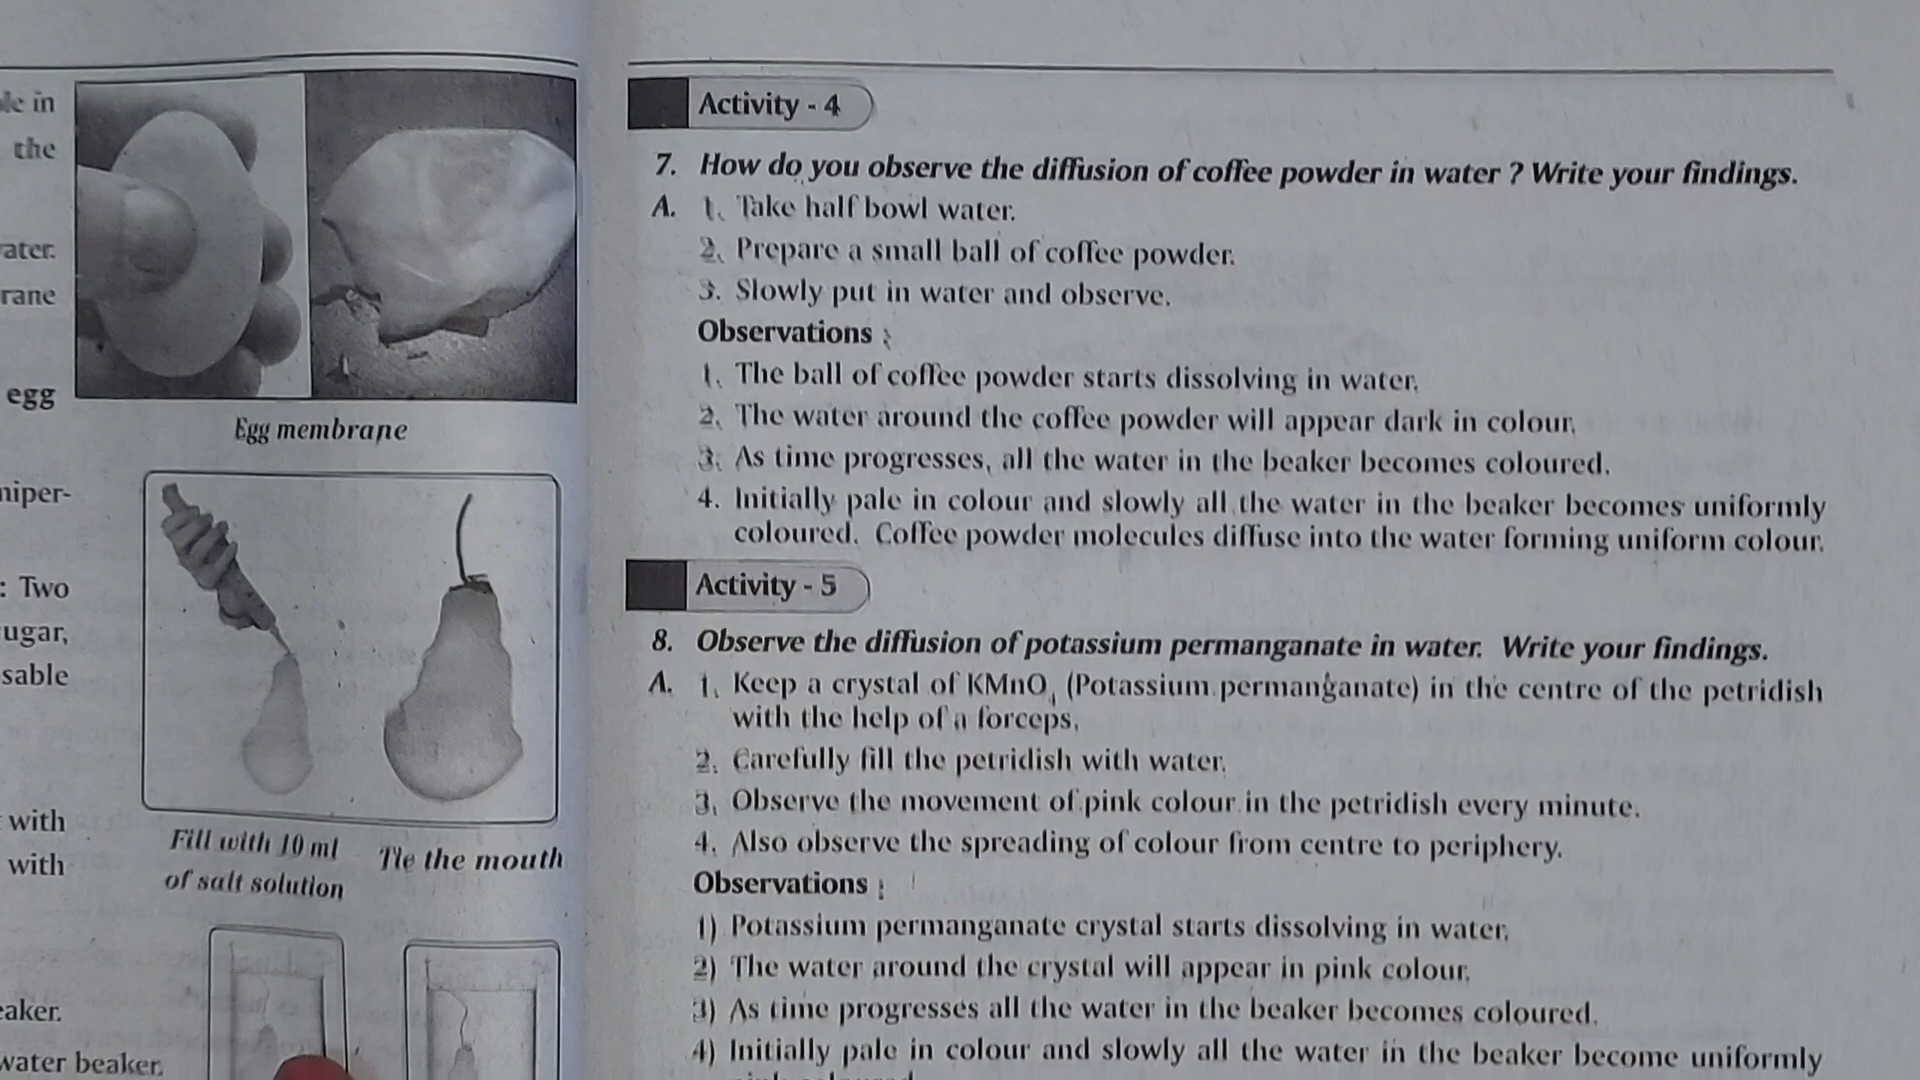 le in
the
ater.
rane
egg
Egg membrane
niper-
: Two
ugar,
sable
with
with
Fill with 10 ml
of salt solution
Tie the mouth
eaker.
water beaker.
Activity - 4
7. How do you observe the diffusion of coffee powder in water ? Write your findings.
A. 1. Take half bowl water.
2. Prepare a small ball of coffee powder.
3. Slowly put in water and observe.
Observations :
1. The ball of coffee powder starts dissolving in water.
2. The water around the coffee powder will appear dark in colour.
3. As time progresses, all the water in the beaker becomes coloured.
4. Initially pale in colour and slowly all the water in the beaker becomes uniformly
coloured. Coffee powder molecules diffuse into the water forming uniform colour.
Activity - 5
8. Observe the diffusion of potassium permanganate in water. Write your findings.
A. 1. Keep a crystal of KMnO4 (Potassium permanganate) in the centre of the petridish
with the help of a forceps.
2. Carefully fill the petridish with water.
3. Observe the movement of pink colour in the petridish every minute.
4. Also observe the spreading of colour from centre to periphery.
Observations :
1) Potassium permanganate crystal starts dissolving in water.
2) The water around the crystal will appear in pink colour.
3) As time progresses all the water in the beaker becomes coloured.
4) Initially pale in colour and slowly all the water in the beaker become uniformly